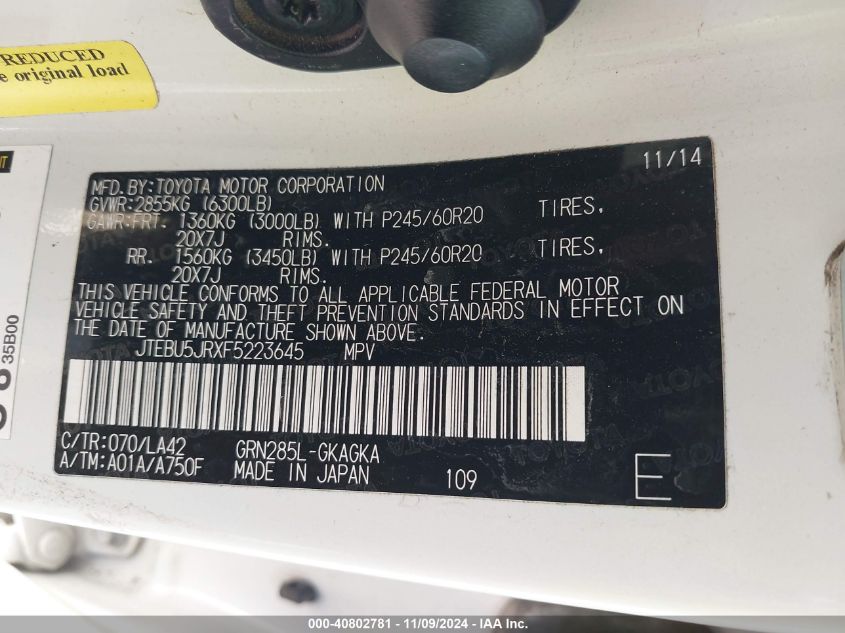 REDUCED
e original load
35B00
11/14
MFD.BY:TOYOTA MOTOR CORPORATION
GVWR:2855KG (6300LB)
GAWR:FRT. 1360KG (3000LB) WITH P245/60R20 TIRES,
20X7J RIMS.
RR. 1560KG (3450LB) WITH P245/60R20 TIRES,
20X7J RIMS.
THIS VEHICLE CONFORMS TO ALL APPLICABLE FEDERAL MOTOR
VEHICLE SAFETY AND THEFT PREVENTION STANDARDS IN EFFECT ON
THE DATE OF MANUFACTURE SHOWN ABOVE.
JTEBU5JRXF5223645 MPV
C/TR:070/LA42 GRN285L-GKAGKA
A/TM:A01A/A750F MADE IN JAPAN 109 E
000-40802781 - 11/09/2024 - IAA Inc.